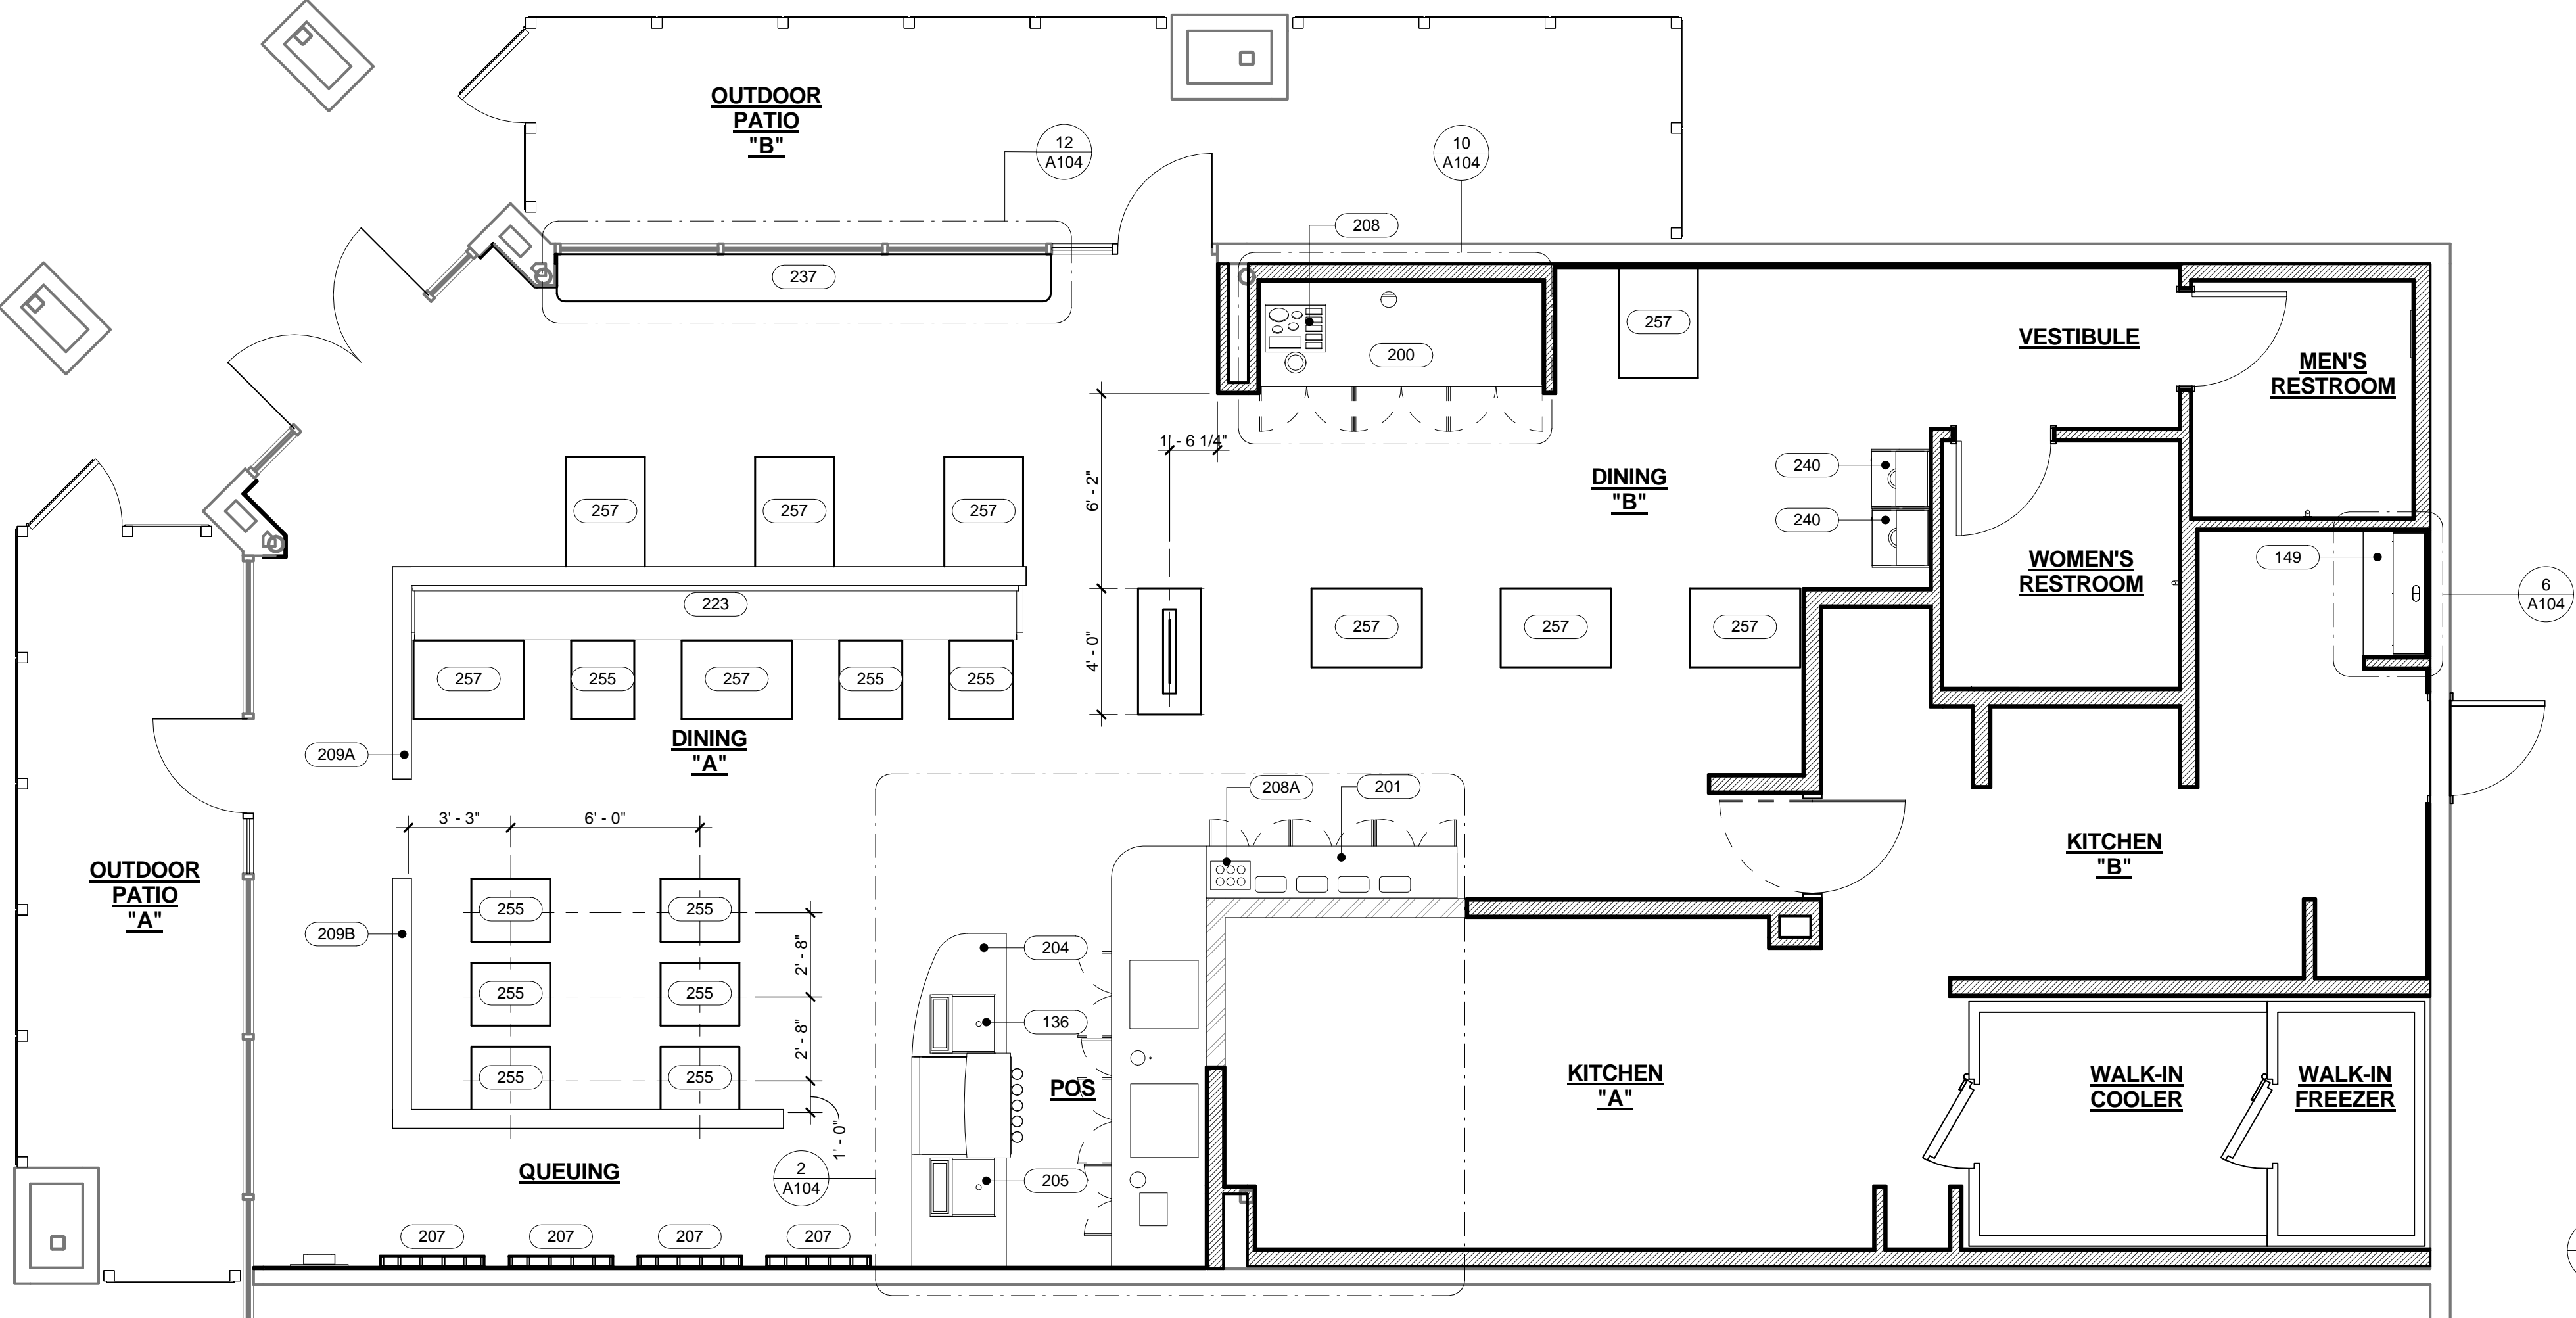 OUTDOOR
PATIO
"B"
12
A104
10
A104
208
237
200
257
VESTIBULE
MEN'S
RESTROOM
1' - 6 1/4"
6' - 2"
DINING
"B"
240
240
257
257
257
WOMEN'S
RESTROOM
149
6
A104
223
4' - 0"
257
257
257
257
255
257
255
255
209A
DINING
"A"
208A
201
3' - 3"
6' - 0"
OUTDOOR
PATIO
"A"
KITCHEN
"B"
209B
255
255
2' - 8"
204
255
255
136
2' - 8"
255
255
POS
KITCHEN
"A"
WALK-IN
COOLER
WALK-IN
FREEZER
1' - 0"
QUEUING
2
A104
205
207
207
207
207